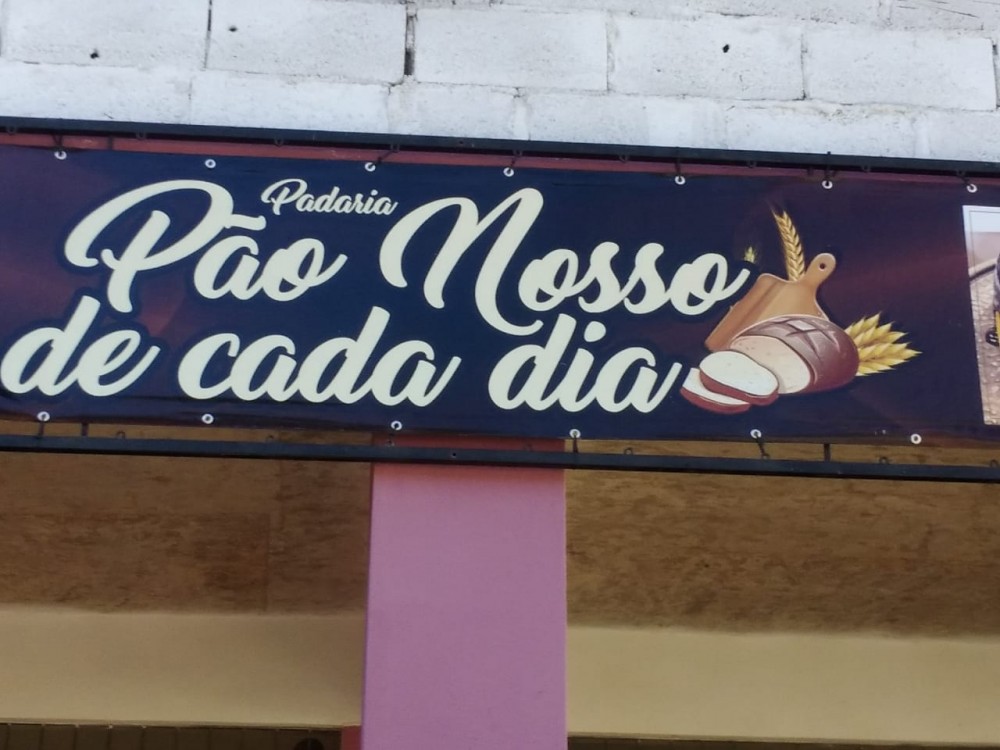 Padaria
Pão Nosso
de cada dia